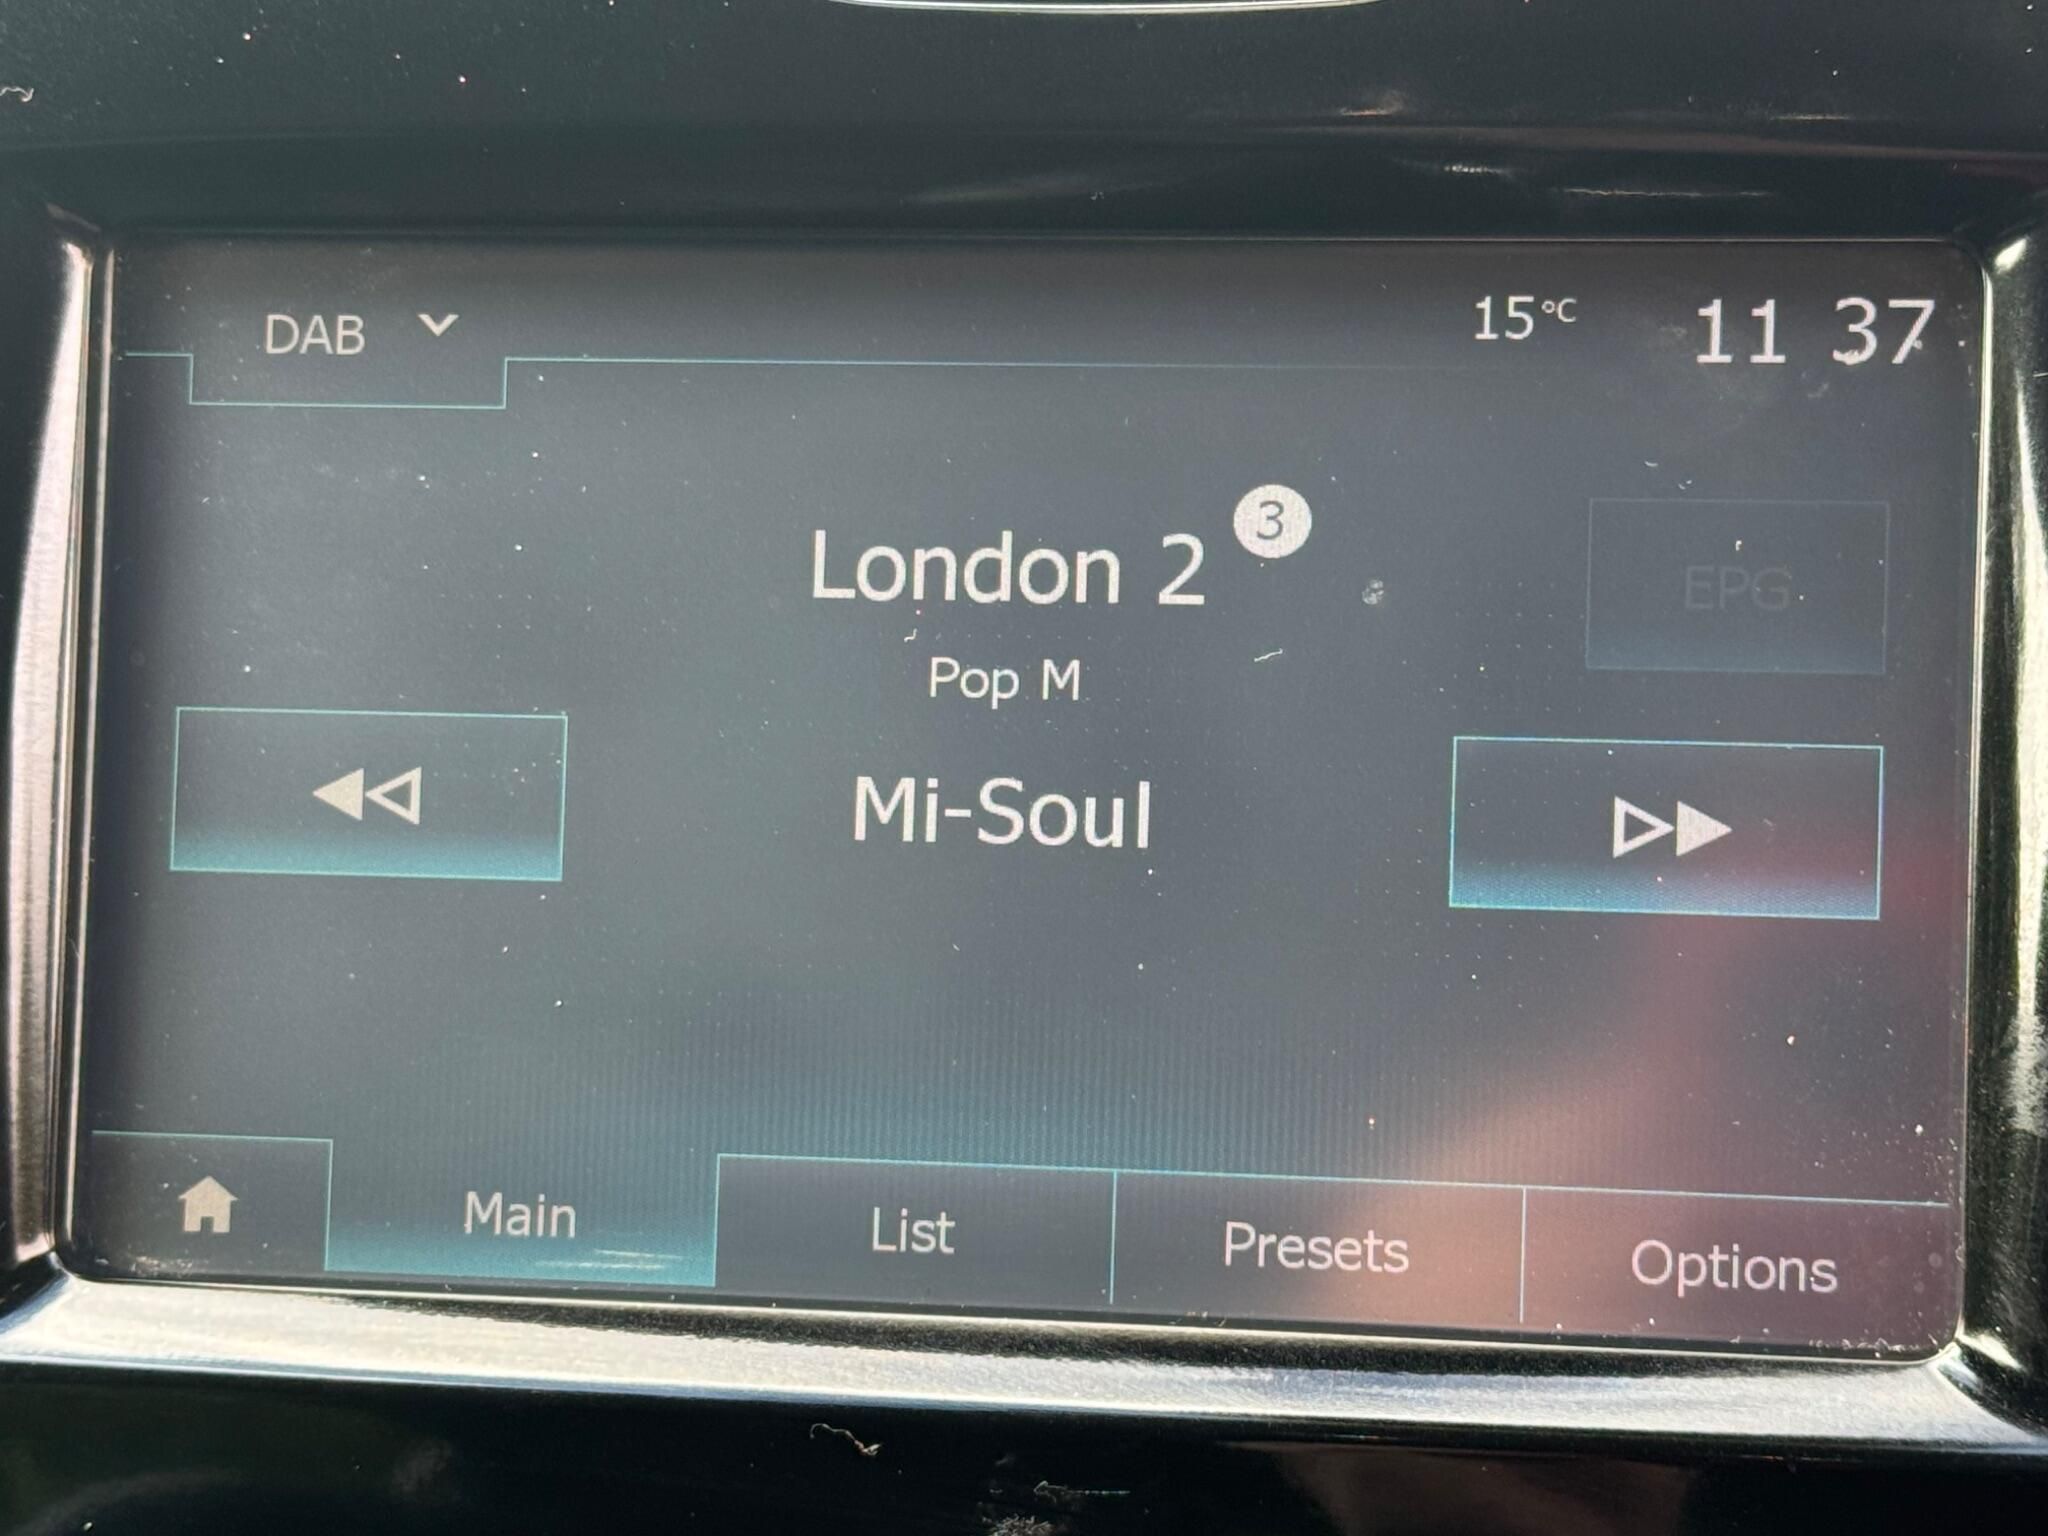 DAB
15°C
11 37
London 2
3
EPG
Pop M
Mi-Soul
Main
List
Presets
Options